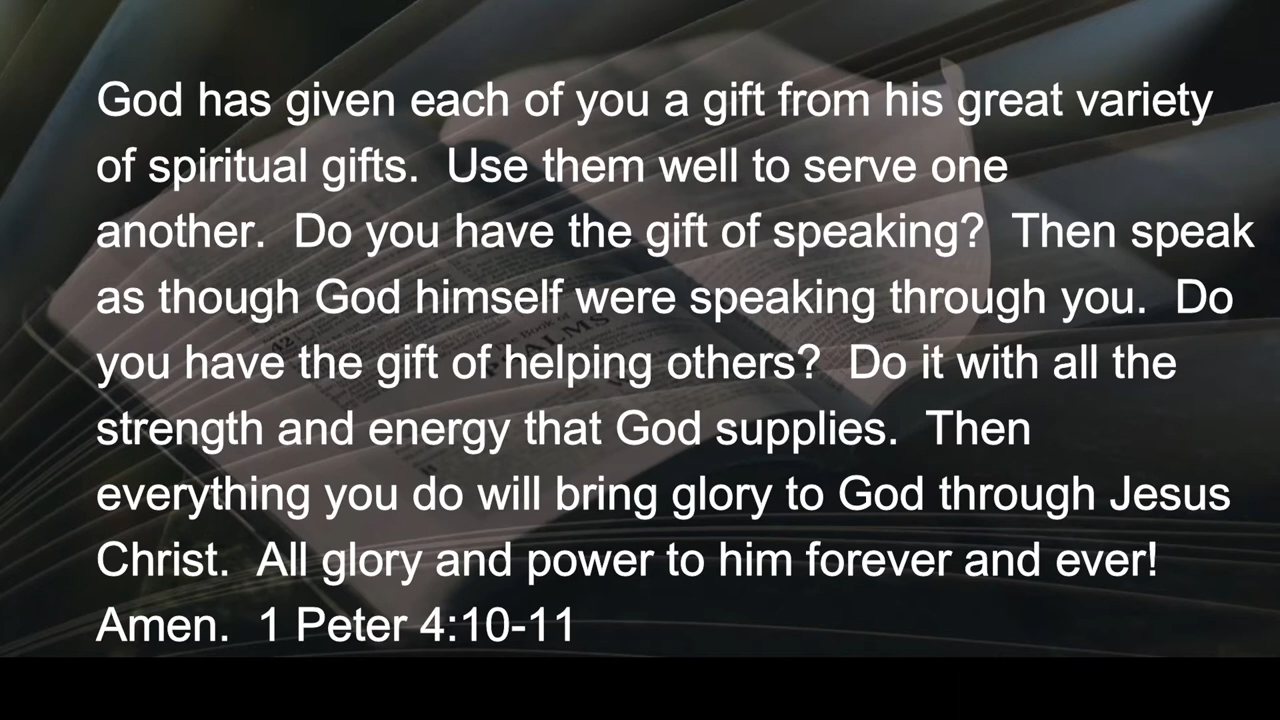 God has given each of you a gift from his great variety
of spiritual gifts.  Use them well to serve one
another.  Do you have the gift of speaking?  Then speak
as though God himself were speaking through you.  Do
you have the gift of helping others?  Do it with all the
strength and energy that God supplies.  Then
everything you do will bring glory to God through Jesus
Christ.  All glory and power to him forever and ever!
Amen.  1 Peter 4:10-11
42
Book of
PSALMS